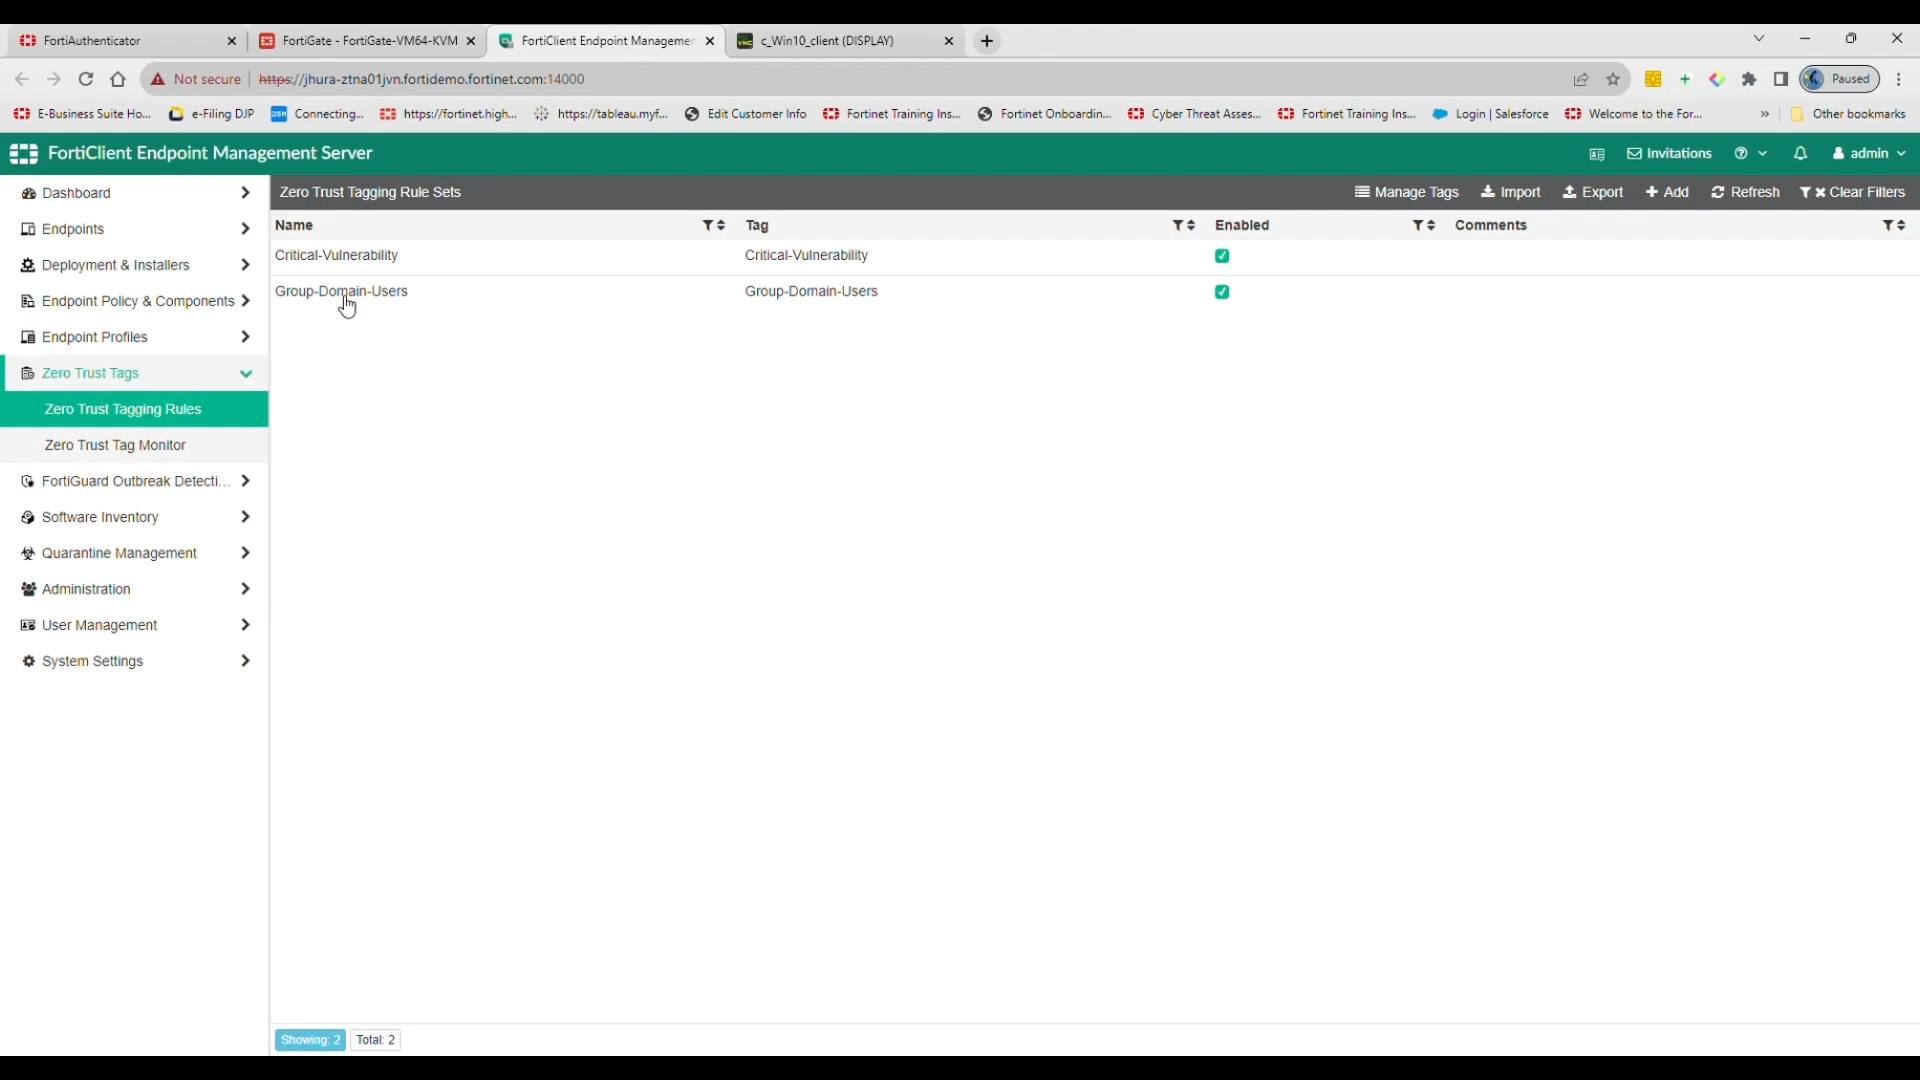 FortiAuthenticator
FortiGate - FortiGate-VM64-KVM
FortiClient Endpoint Managemen
c_Win10_client (DISPLAY)
Not secure https://jhura-ztna01jvn.fortidemo.fortinet.com:14000
Paused
E-Business Suite Ho...
e-Filing DJP
Connecting...
https://fortinet.high...
https://tableau.myf...
Edit Customer Info
Fortinet Training Ins...
Fortinet Onboardin...
Cyber Threat Asses...
Fortinet Training Ins...
Login | Salesforce
Welcome to the For...
»
Other bookmarks
FortiClient Endpoint Management Server
Invitations
admin
Dashboard
Endpoints
Deployment & Installers
Endpoint Policy & Components
Endpoint Profiles
Zero Trust Tags
Zero Trust Tagging Rules
Zero Trust Tag Monitor
FortiGuard Outbreak Detecti...
Software Inventory
Quarantine Management
Administration
User Management
System Settings
Zero Trust Tagging Rule Sets
Manage Tags
Import
Export
Add
Refresh
Clear Filters
Name Tag Enabled Comments
Critical-Vulnerability Critical-Vulnerability
Group-Domain-Users Group-Domain-Users
Showing: 2 Total: 2